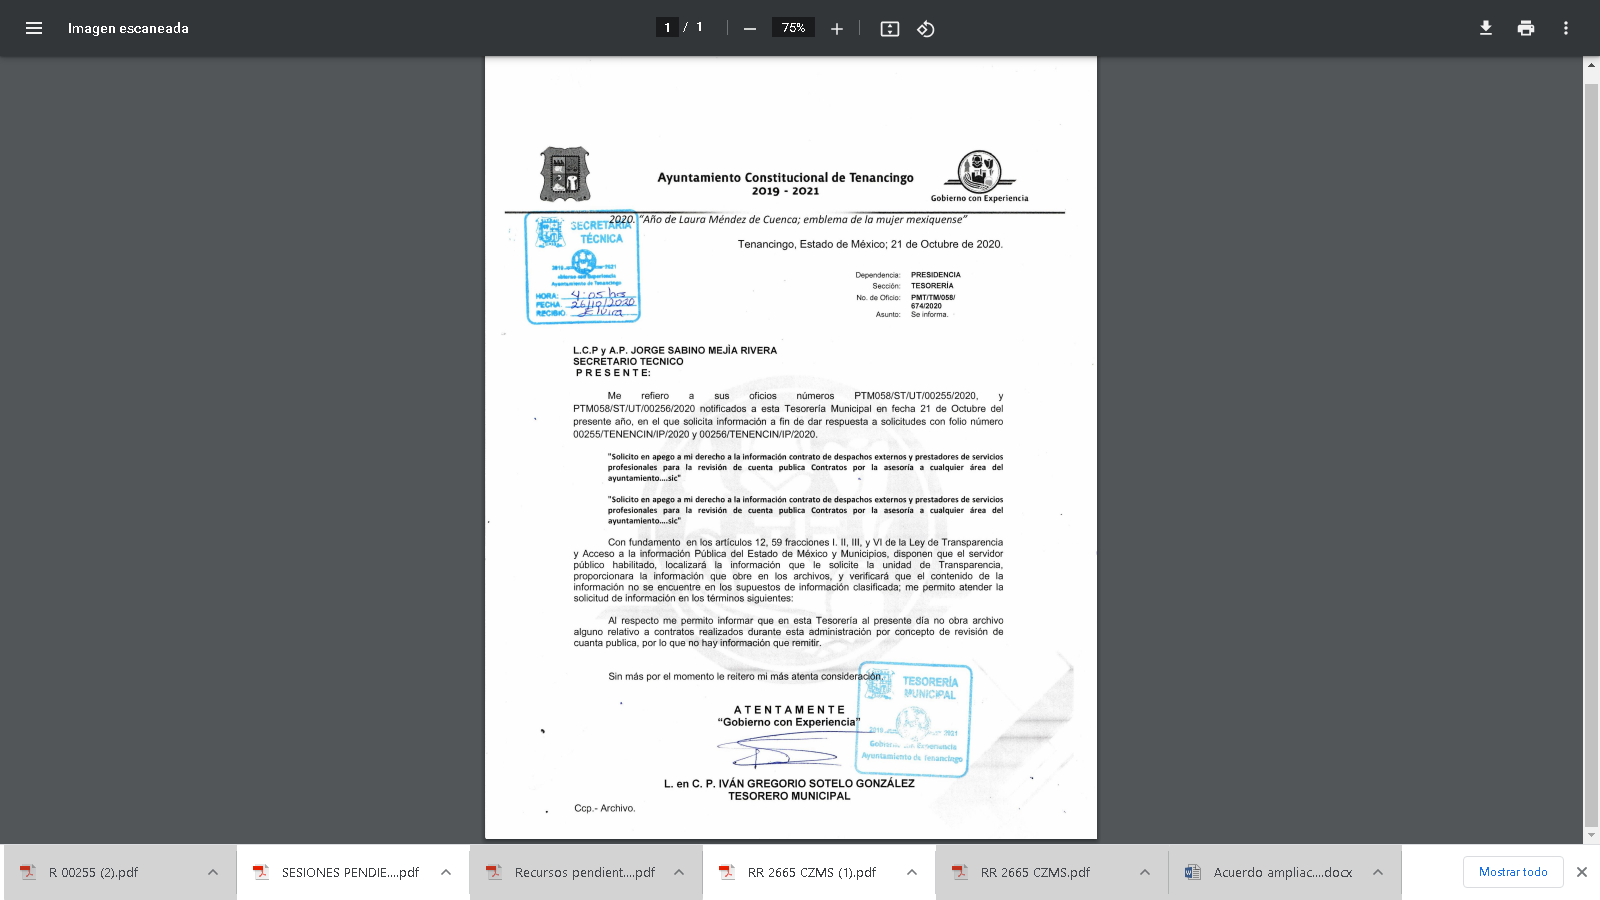 Imagen escaneada
1 / 1
75%
Ayuntamiento Constitucional de Tenancingo
2019 - 2021
Gobierno con Experiencia
2020. “Año de Laura Méndez de Cuenca; emblema de la mujer mexiquense”
SECRETARÍA
TÉCNICA
Ayuntamiento de Tenancingo
HORA: 4:05 hrs
FECHA 26/10/2020
RECIBIÓ Elvira
Tenancingo, Estado de México; 21 de Octubre de 2020.
Dependencia: PRESIDENCIA
Sección: TESORERÍA
No. de Oficio: PMT/TM/058/
674/2020
Asunto: Se informa.
L.C.P y A.P. JORGE SABINO MEJÌA RIVERA
SECRETARIO TECNICO
P R E S E N T E:
Me refiero a sus oficios números PTM058/ST/UT/00255/2020, y
PTM058/ST/UT/00256/2020 notificados a esta Tesorería Municipal en fecha 21 de Octubre del
presente año, en el que solicita información a fin de dar respuesta a solicitudes con folio número
00255/TENENCIN/IP/2020 y 00256/TENENCIN/IP/2020.
"Solicito en apego a mi derecho a la información contrato de despachos externos y prestadores de servicios
profesionales para la revisión de cuenta publica Contratos por la asesoría a cualquier área del
ayuntamiento....sic"
"Solicito en apego a mi derecho a la información contrato de despachos externos y prestadores de servicios
profesionales para la revisión de cuenta publica Contratos por la asesoría a cualquier área del
ayuntamiento....sic"
Con fundamento en los artículos 12, 59 fracciones I. II, III, y VI de la Ley de Transparencia
y Acceso a la información Pública del Estado de México y Municipios, disponen que el servidor
público habilitado, localizará la información que le solicite la unidad de Transparencia,
proporcionara la información que obre en los archivos, y verificará que el contenido de la
información no se encuentre en los supuestos de información clasificada; me permito atender la
solicitud de información en los términos siguientes:
Al respecto me permito informar que en esta Tesorería al presente día no obra archivo
alguno relativo a contratos realizados durante esta administración por concepto de revisión de
cuanta publica, por lo que no hay información que remitir.
Sin más por el momento le reitero mi más atenta consideración.
TESORERÍA
MUNICIPAL
2021
Ayuntamiento de Tenancingo
A T E N T A M E N T E
“Gobierno con Experiencia”
L. en C. P. IVÁN GREGORIO SOTELO GONZÁLEZ
TESORERO MUNICIPAL
Ccp.- Archivo.
R 00255 (2).pdf
SESIONES PENDIE....pdf
Recursos pendient....pdf
RR 2665 CZMS (1).pdf
RR 2665 CZMS.pdf
Acuerdo ampliac....docx
Mostrar todo